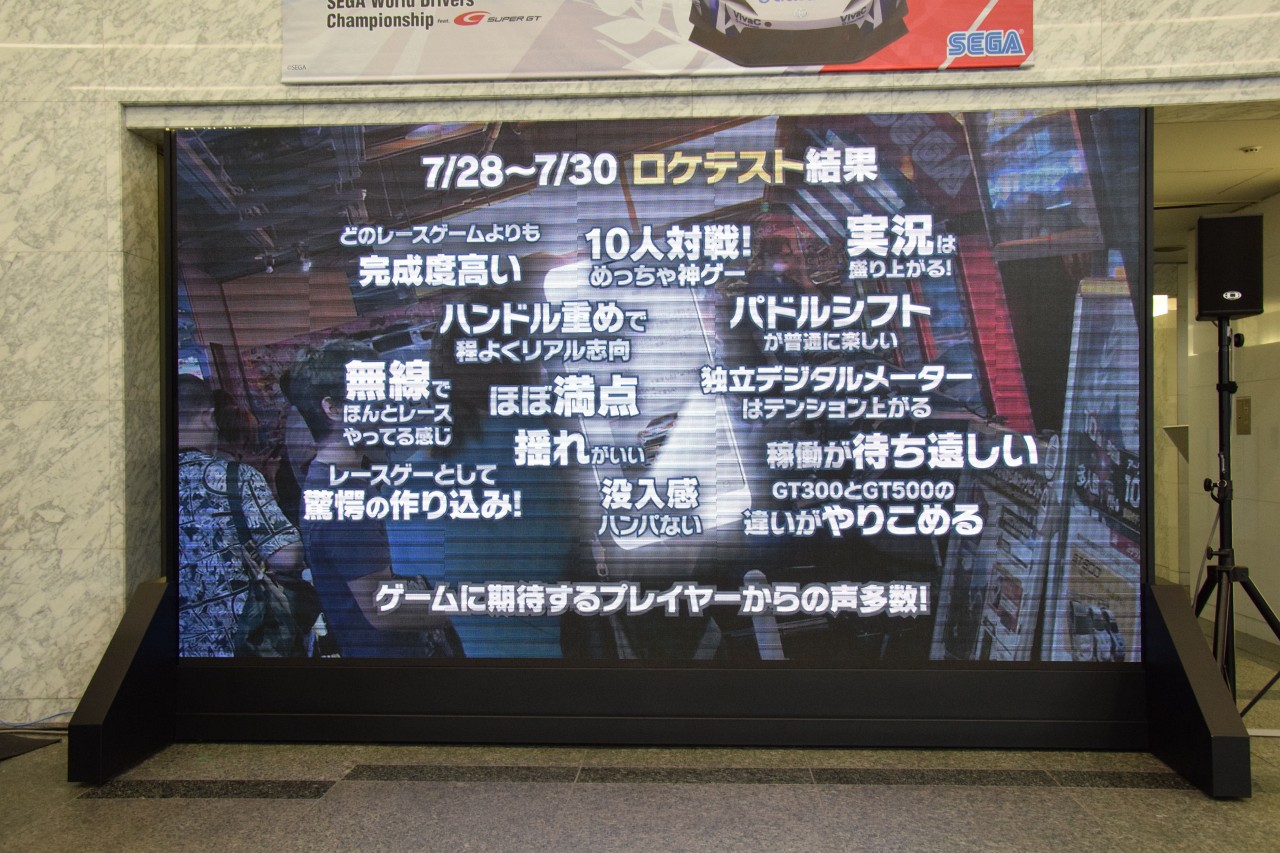 SEGA World Drivers
Championship feat. SUPER GT
©SEGA
VivaC
VivaC
SEGA
7/28～7/30 ロケテスト結果
どのレースゲームよりも
完成度高い
10人対戦!
めっちゃ神ゲー
実況は
盛り上がる!
ハンドル重めで
程よくリアル志向
パドルシフト
が普通に楽しい
無線で
ほんとレース
やってる感じ
ほぼ満点
独立デジタルメーター
はテンション上がる
揺れがいい
稼働が待ち遠しい
レースゲーとして
驚愕の作り込み!
没入感
ハンパない
GT300とGT500の
違いがやりこめる
ゲームに期待するプレイヤーからの声多数!
SEGA